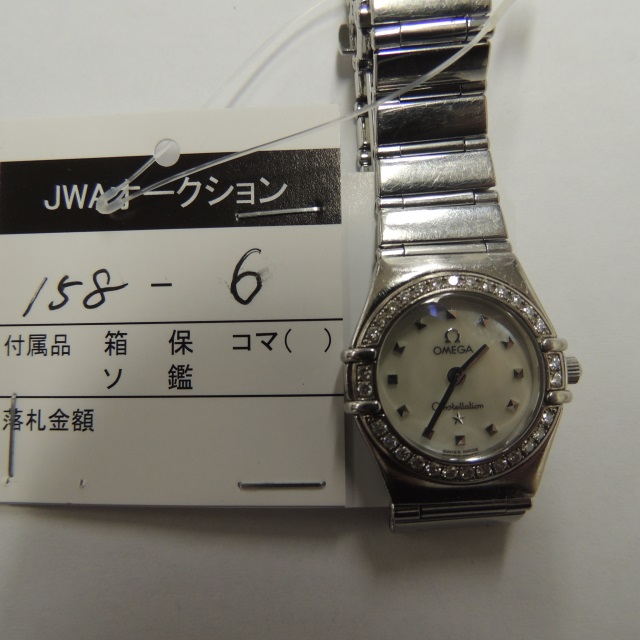 JWAオークション
158 - 6
付属品 箱 保 コマ( )
ソ 鑑
落札金額
Ω
OMEGA
Constellation